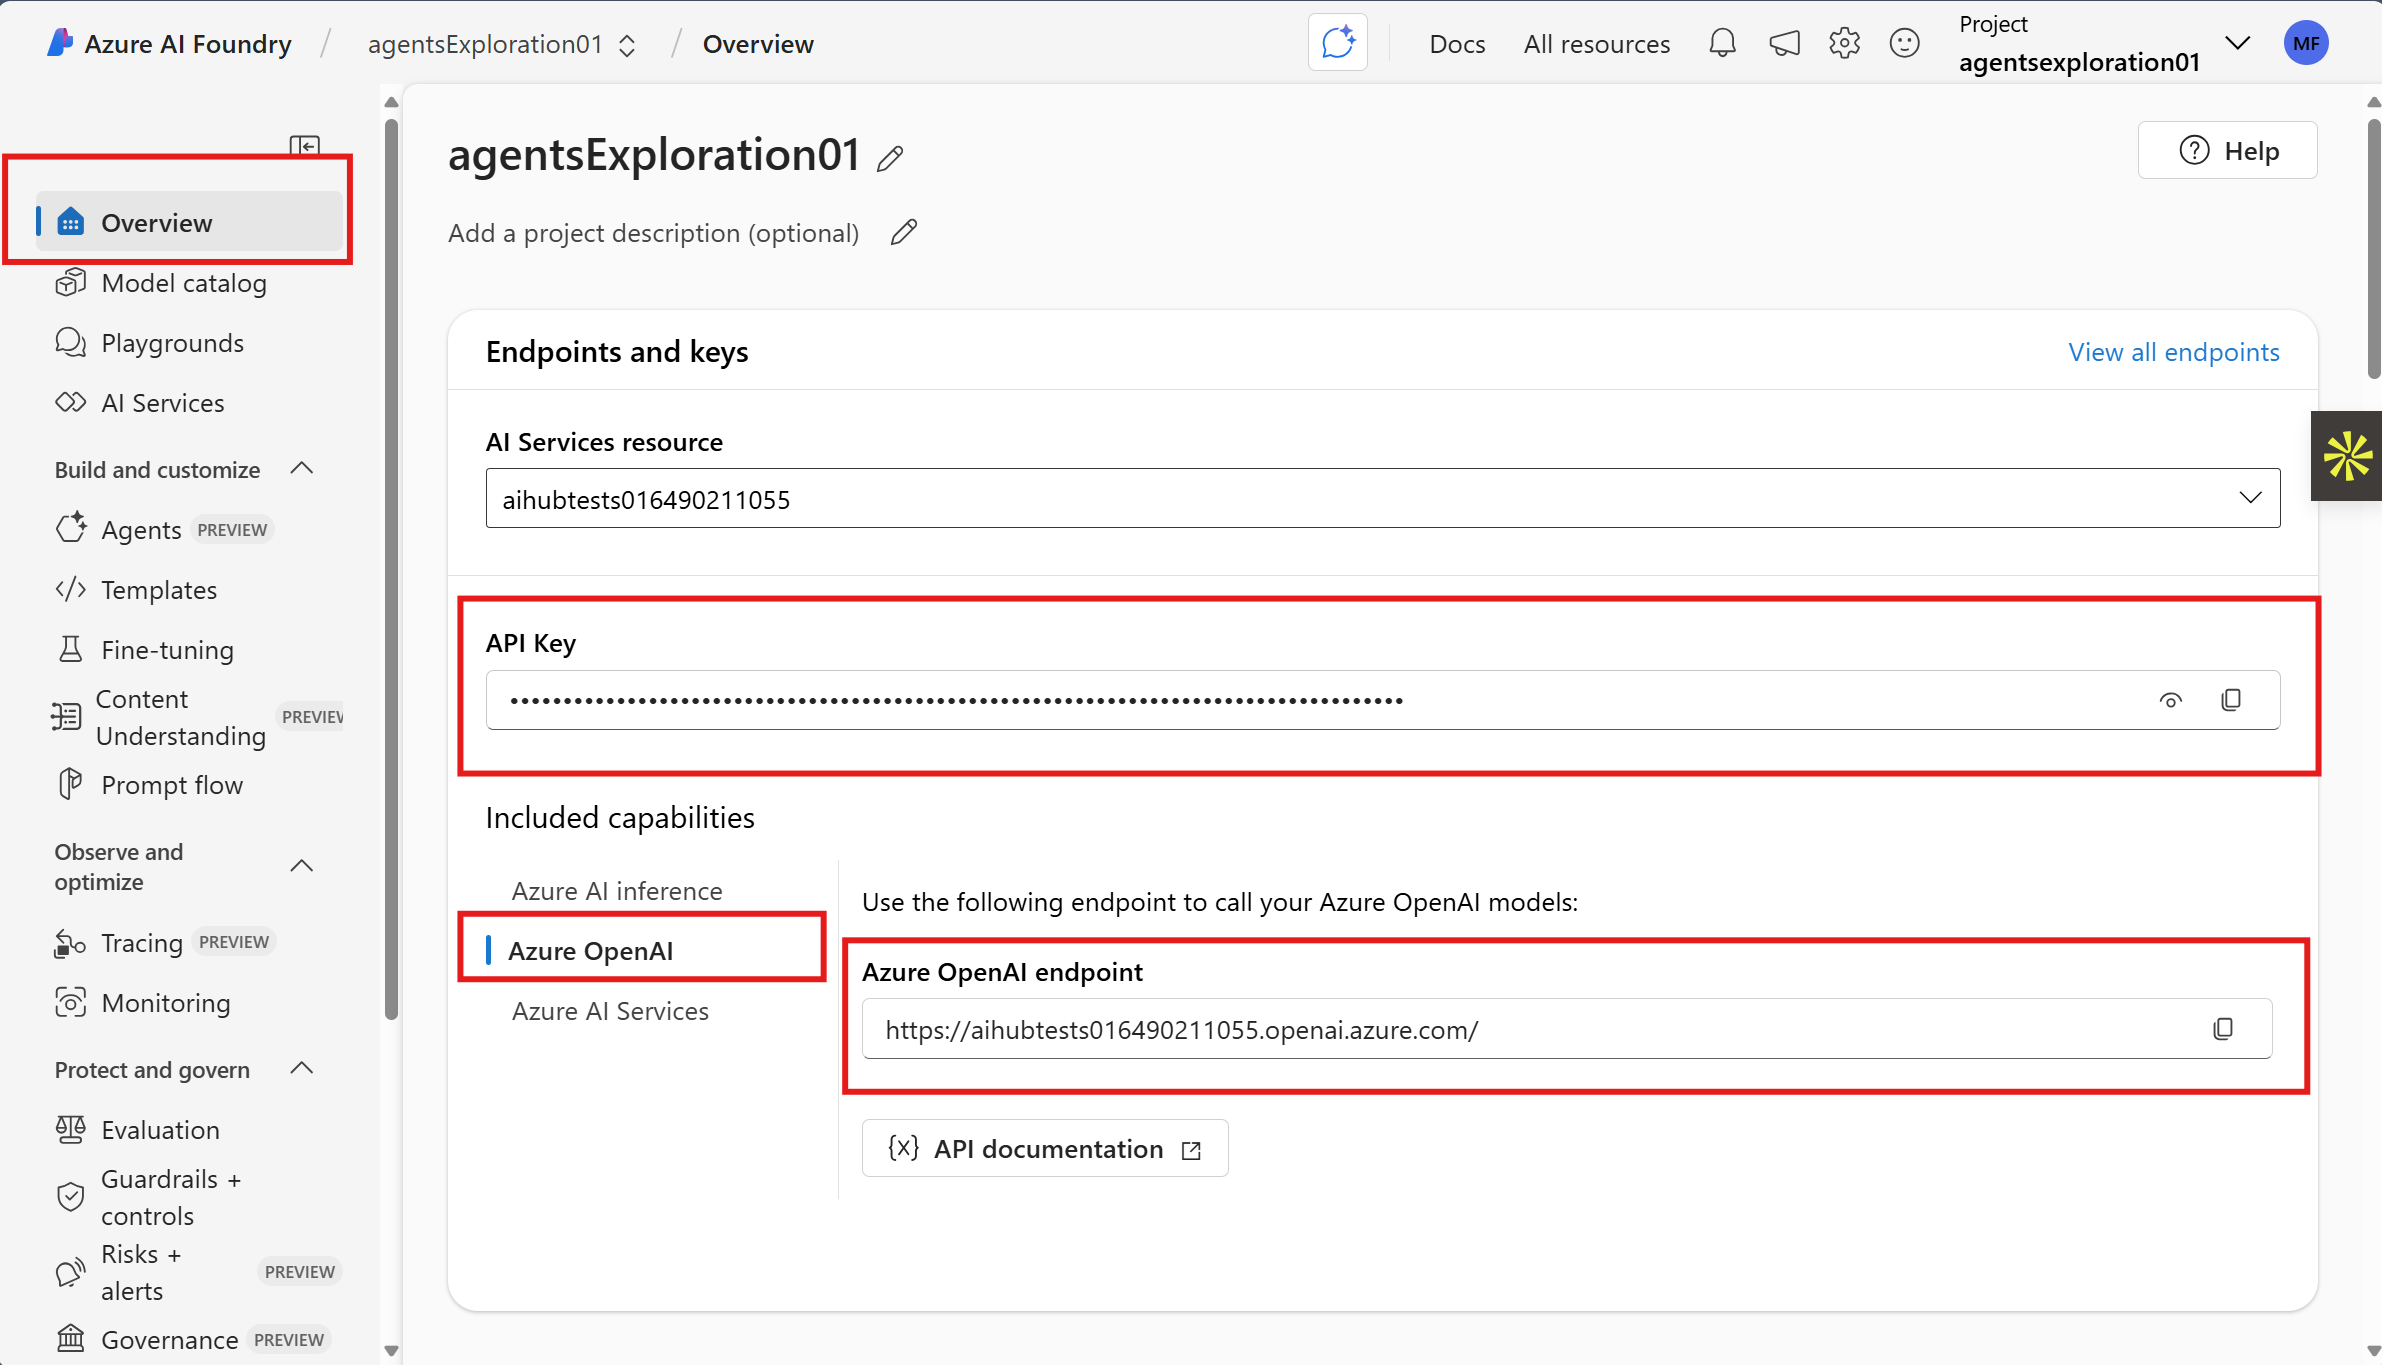 Azure AI Foundry / agentsExploration01 / Overview
Docs All resources
Project
agentsexploration01
MF
Overview
Model catalog
Playgrounds
AI Services
Build and customize
Agents PREVIEW
Templates
Fine-tuning
Content
Understanding
PREVIEW
Prompt flow
Observe and
optimize
Tracing PREVIEW
Monitoring
Protect and govern
Evaluation
Guardrails +
controls
Risks +
alerts
PREVIEW
Governance PREVIEW
agentsExploration01
Help
Add a project description (optional)
Endpoints and keys
View all endpoints
AI Services resource
aihubtests016490211055
API Key
Included capabilities
Azure AI inference
Azure OpenAI
Azure AI Services
Use the following endpoint to call your Azure OpenAI models:
Azure OpenAI endpoint
https://aihubtests016490211055.openai.azure.com/
{x} API documentation